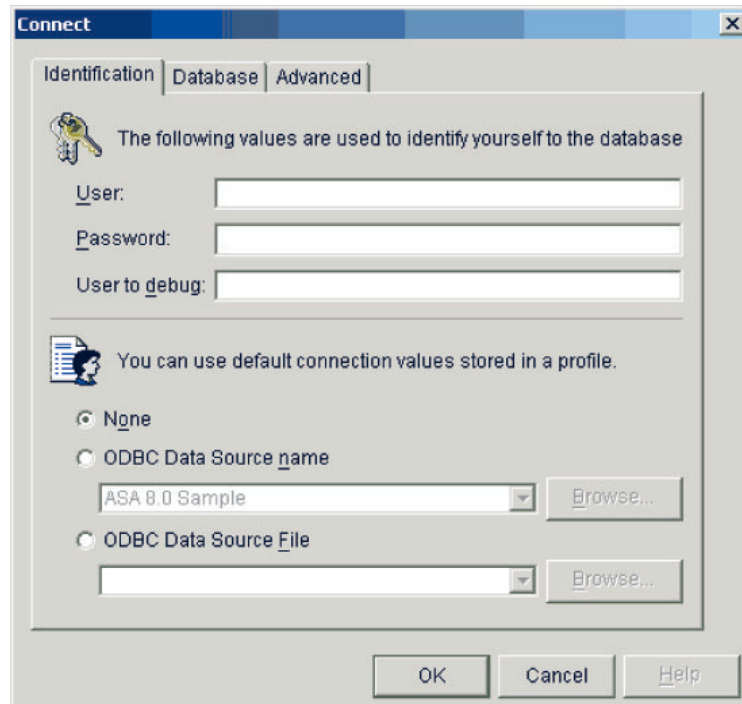 Connect
Identification Database Advanced
The following values are used to identify yourself to the database
User:
Password:
User to debug:
You can use default connection values stored in a profile.
None
ODBC Data Source name
ASA 8.0 Sample Browse...
ODBC Data Source File
Browse...
OK Cancel Help